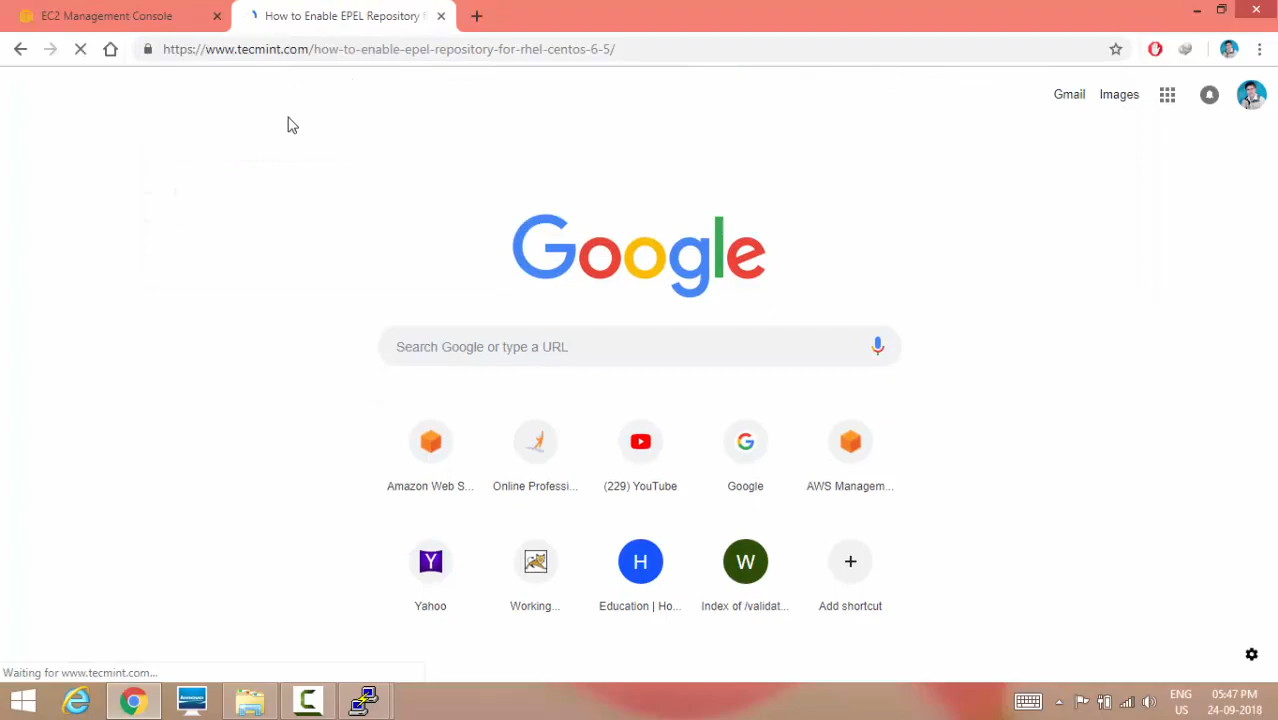 EC2 Management Console
How to Enable EPEL Repository f
https://www.tecmint.com/how-to-enable-epel-repository-for-rhel-centos-6-5/
Gmail Images
Google
Search Google or type a URL
Amazon Web S...
Online Professi...
(229) YouTube
Google
AWS Managem...
Y
H
W
Yahoo
Working...
Education | Ho...
Index of /validat...
Add shortcut
Waiting for www.tecmint.com...
ENG
US
05:47 PM
24-09-2018